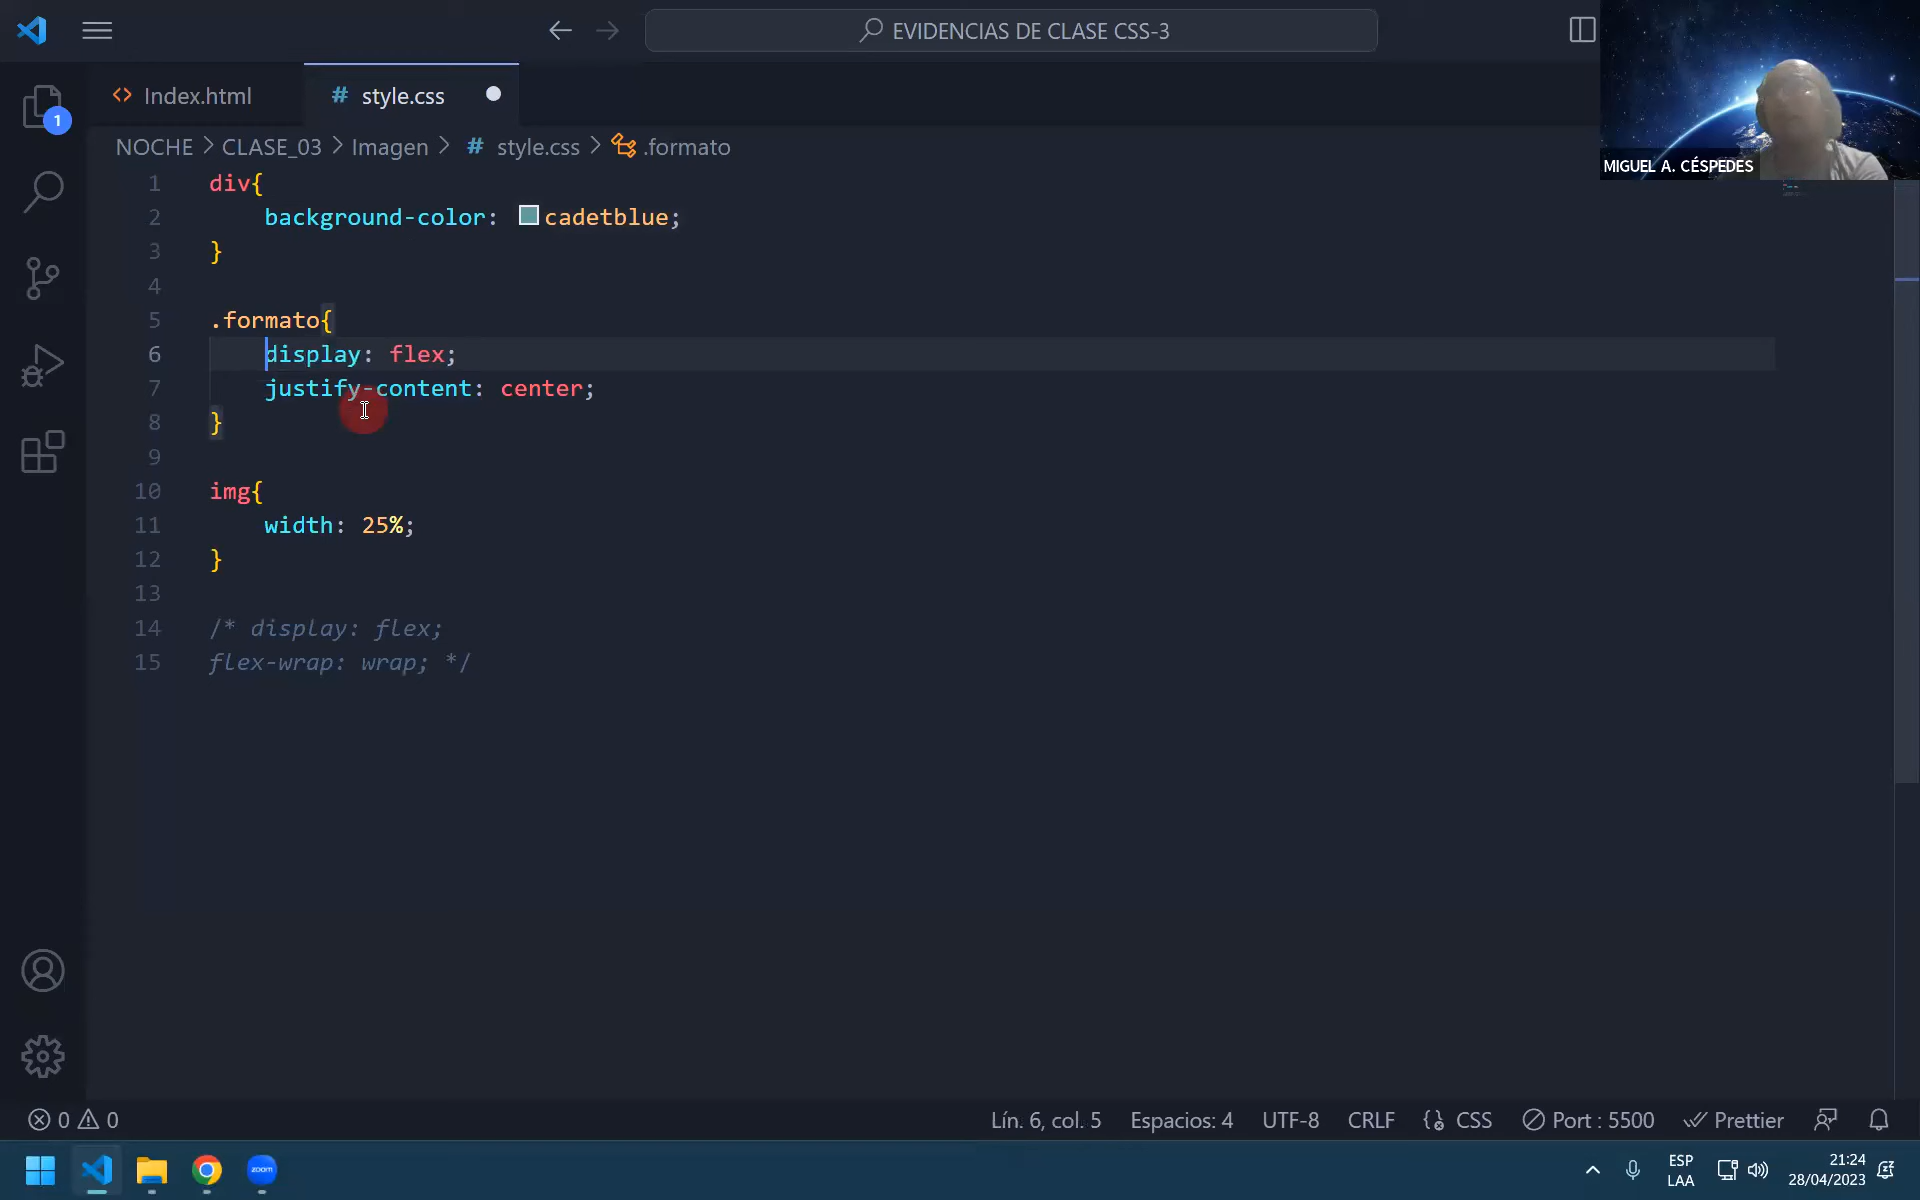 EVIDENCIAS DE CLASE CSS-3
MIGUEL A. CÉSPEDES
Index.html
# style.css
1
NOCHE > CLASE_03 > Imagen > # style.css > .formato
1 div{
2 background-color: cadetblue;
3 }
4
5 .formato{
6 display: flex;
7 justify-content: center;
8 }
9
10 img{
11 width: 25%;
12 }
13
14 /* display: flex;
15 flex-wrap: wrap; */
0 0 Lín. 6, col. 5 Espacios: 4 UTF-8 CRLF {} CSS Port : 5500 Prettier
zoom
ESP
LAA
21:24
28/04/2023